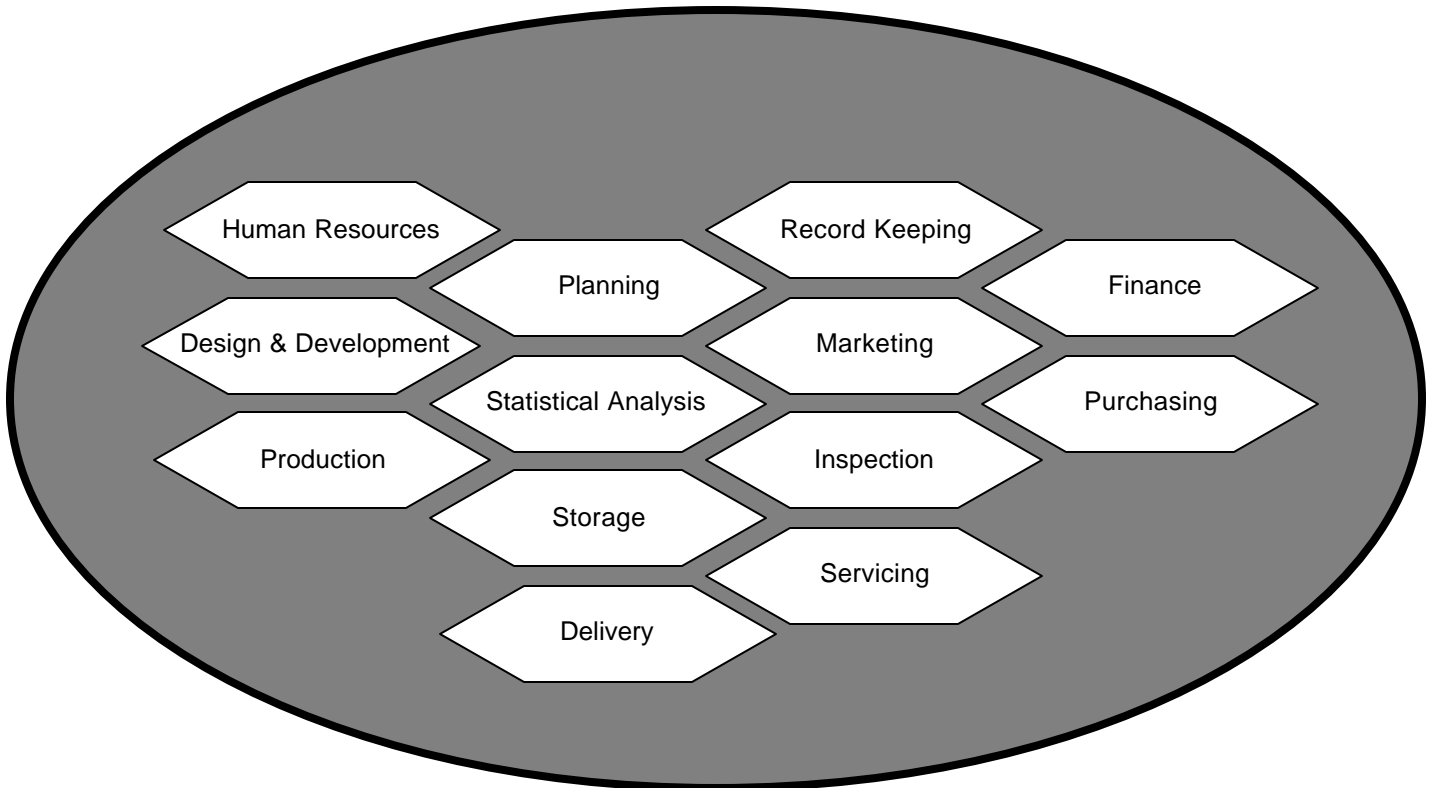 Human Resources
Record Keeping
Planning
Finance
Design & Development
Marketing
Statistical Analysis
Purchasing
Production
Inspection
Storage
Servicing
Delivery